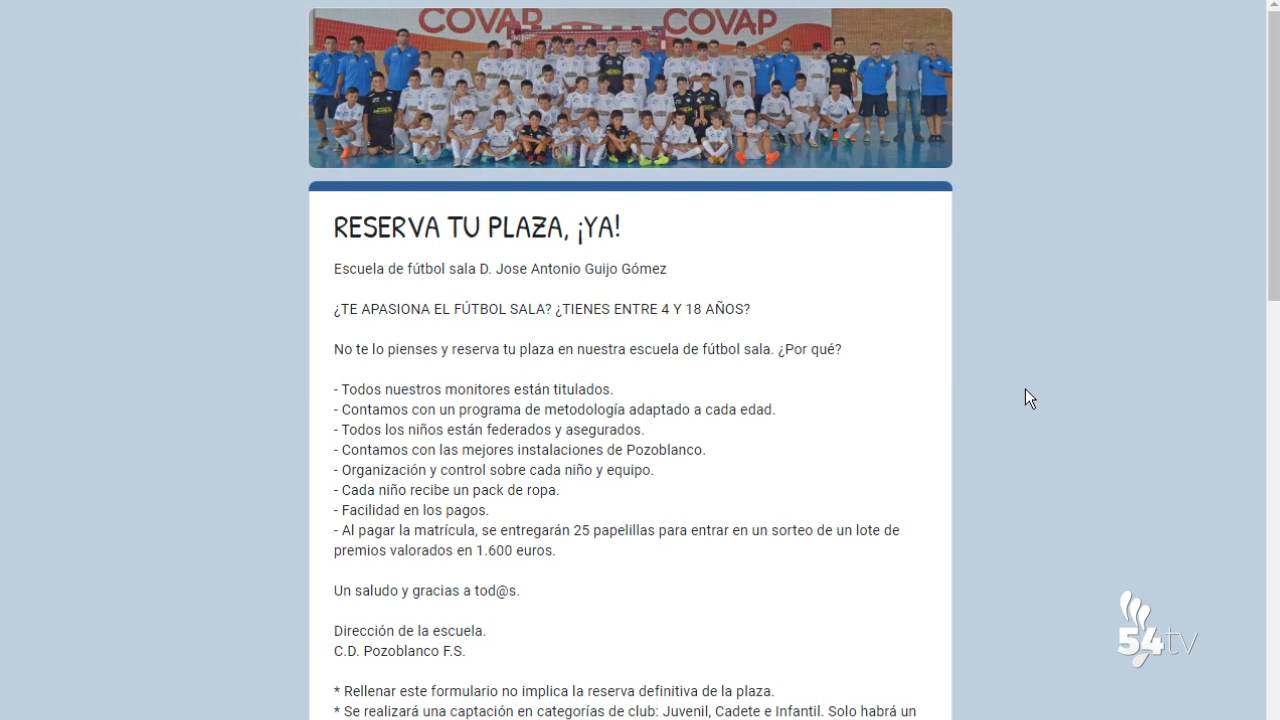 COVAP COVAP
RESERVA TU PLAZA, ¡YA!
Escuela de fútbol sala D. Jose Antonio Guijo Gómez
¿TE APASIONA EL FÚTBOL SALA? ¿TIENES ENTRE 4 Y 18 AÑOS?
No te lo pienses y reserva tu plaza en nuestra escuela de fútbol sala. ¿Por qué?
- Todos nuestros monitores están titulados.
- Contamos con un programa de metodología adaptado a cada edad.
- Todos los niños están federados y asegurados.
- Contamos con las mejores instalaciones de Pozoblanco.
- Organización y control sobre cada niño y equipo.
- Cada niño recibe un pack de ropa.
- Facilidad en los pagos.
- Al pagar la matrícula, se entregarán 25 papelillas para entrar en un sorteo de un lote de
premios valorados en 1.600 euros.
Un saludo y gracias a tod@s.
Dirección de la escuela.
C.D. Pozoblanco F.S.
* Rellenar este formulario no implica la reserva definitiva de la plaza.
* Se realizará una captación en categorías de club: Juvenil, Cadete e Infantil. Solo habrá un
54tv